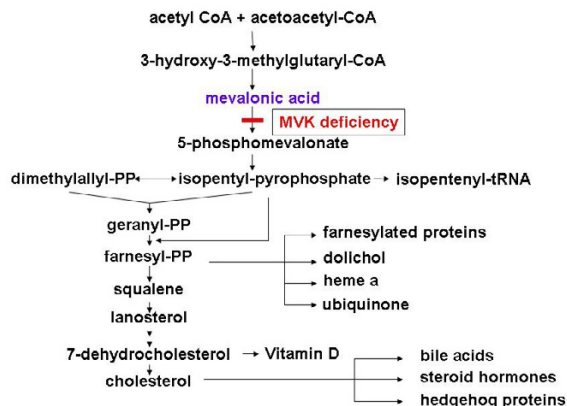 acetyl CoA + acetoacetyl-CoA
3-hydroxy-3-methylglutaryl-CoA
mevalonic acid
MVK deficiency
5-phosphomevalonate
dimethylallyl-PP isopentyl-pyrophosphate isopentenyl-tRNA
geranyl-PP
farnesylated proteins
farnesyl-PP
dolichol
heme a
squalene
ubiquinone
lanosterol
7-dehydrocholesterol Vitamin D
bile acids
cholesterol
steroid hormones
hedgehog proteins